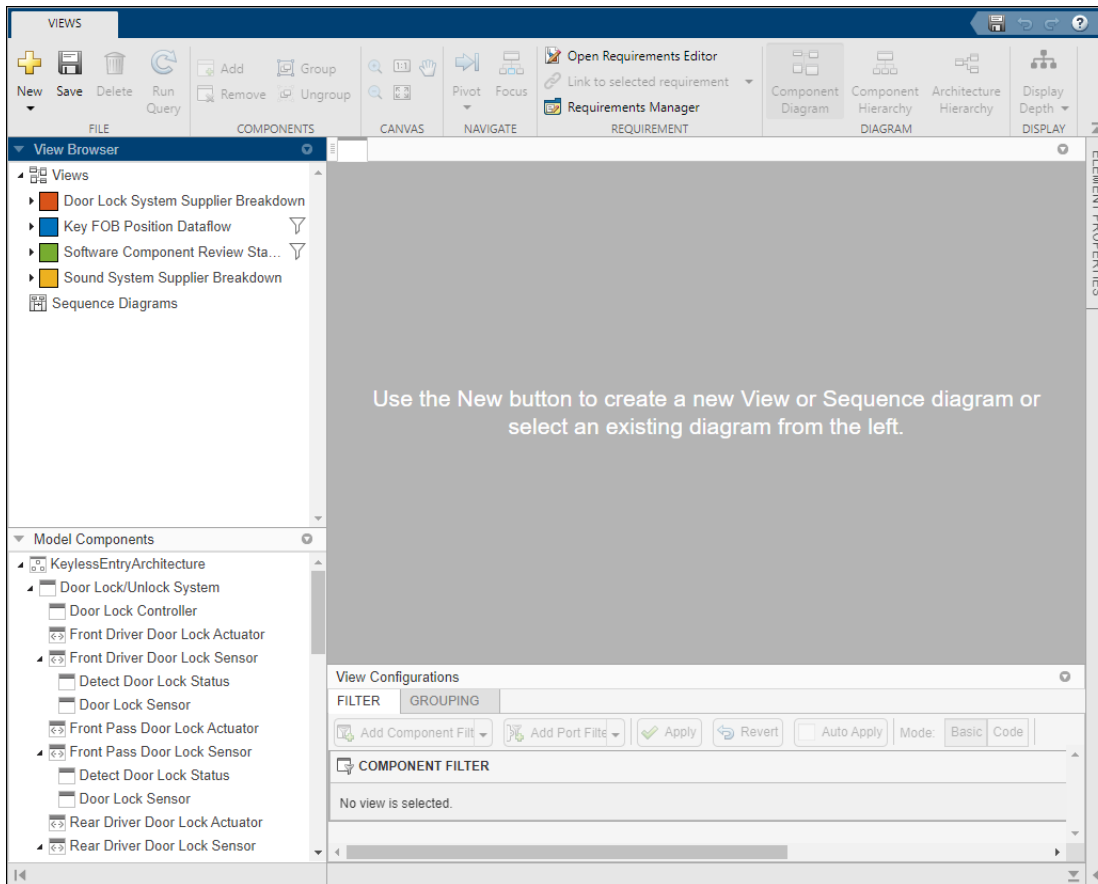 VIEWS
New
Save
Delete
Run
Query
FILE
Add
Group
Remove
Ungroup
COMPONENTS
1:1
CANVAS
Pivot
Focus
NAVIGATE
Open Requirements Editor
Link to selected requirement
Requirements Manager
REQUIREMENT
Component
Diagram
Component
Hierarchy
Architecture
Hierarchy
DIAGRAM
Display
Depth
DISPLAY
View Browser
Views
Door Lock System Supplier Breakdown
Key FOB Position Dataflow
Software Component Review Sta...
Sound System Supplier Breakdown
Sequence Diagrams
Use the New button to create a new View or Sequence diagram or
select an existing diagram from the left.
ELEMENT PROPERTIES
Model Components
KeylessEntryArchitecture
Door Lock/Unlock System
Door Lock Controller
Front Driver Door Lock Actuator
Front Driver Door Lock Sensor
Detect Door Lock Status
Door Lock Sensor
Front Pass Door Lock Actuator
Front Pass Door Lock Sensor
Detect Door Lock Status
Door Lock Sensor
Rear Driver Door Lock Actuator
Rear Driver Door Lock Sensor
View Configurations
FILTER GROUPING
Add Component Filt Add Port Filte Apply Revert Auto Apply Mode: Basic Code
COMPONENT FILTER
No view is selected.